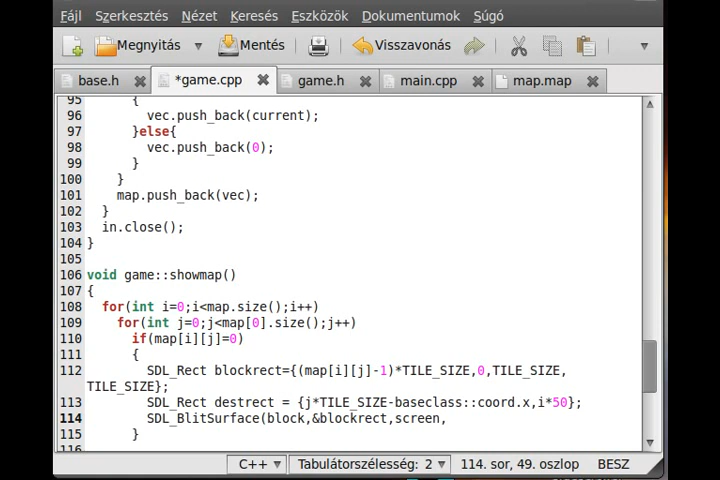 Fájl Szerkesztés Nézet Keresés Eszközök Dokumentumok Súgó
Megnyitás Mentés Visszavonás
base.h *game.cpp game.h main.cpp map.map
95 {
96 vec.push_back(current);
97 }else{
98 vec.push_back(0);
99 }
100 }
101 map.push_back(vec);
102 }
103 in.close();
104 }
105
106 void game::showmap()
107 {
108 for(int i=0;i<map.size();i++)
109 for(int j=0;j<map[0].size();j++)
110 if(map[i][j]=0)
111 {
112 SDL_Rect blockrect={(map[i][j]-1)*TILE_SIZE,0,TILE_SIZE,
TILE_SIZE};
113 SDL_Rect destrect = {j*TILE_SIZE-baseclass::coord.x,i*50};
114 SDL_BlitSurface(block,&blockrect,screen,
115 }
116
C++ Tabulátorszélesség: 2 114. sor, 49. oszlop BESZ